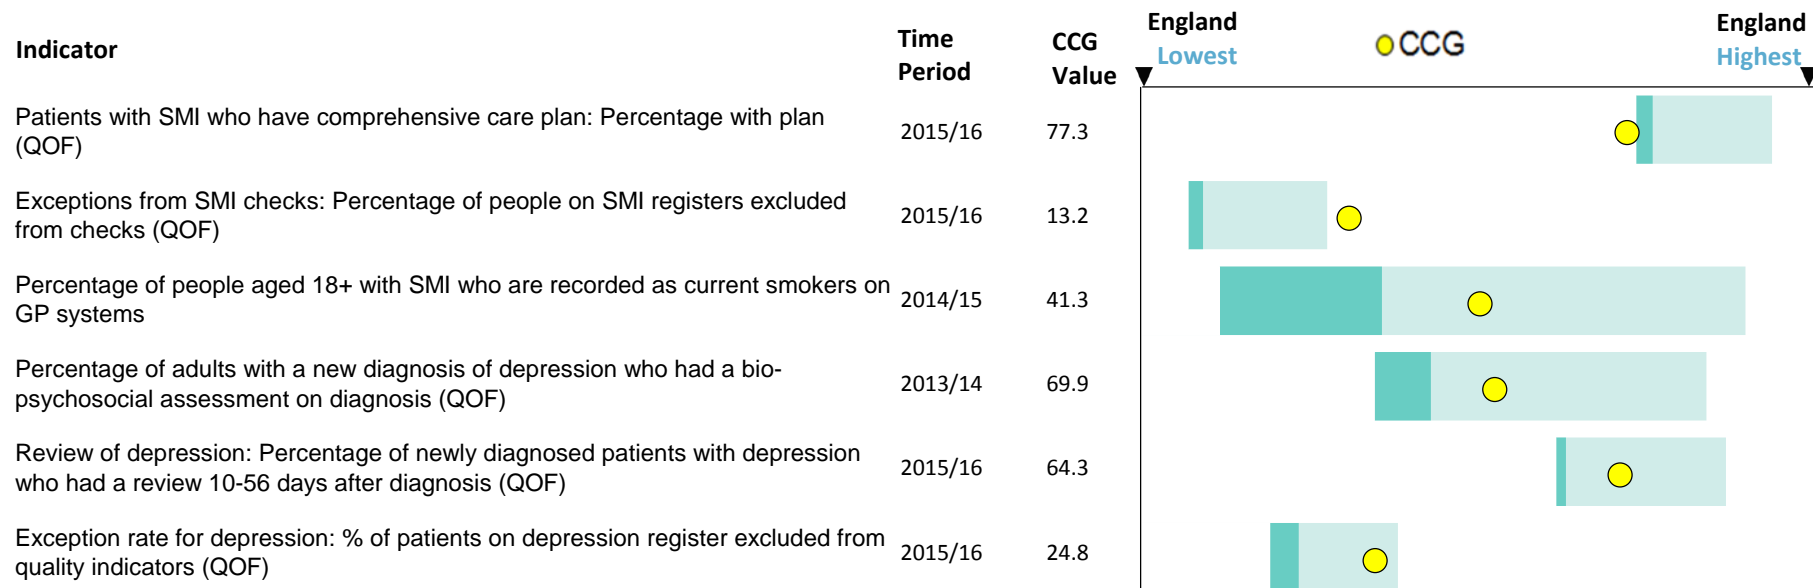 Indicator
Time
Period
CCG
Value
England
Lowest
CCG
England
Highest
Patients with SMI who have comprehensive care plan: Percentage with plan
(QOF)
2015/16
77.3
Exceptions from SMI checks: Percentage of people on SMI registers excluded
from checks (QOF)
2015/16
13.2
Percentage of people aged 18+ with SMI who are recorded as current smokers on
GP systems
2014/15
41.3
Percentage of adults with a new diagnosis of depression who had a bio-
psychosocial assessment on diagnosis (QOF)
2013/14
69.9
Review of depression: Percentage of newly diagnosed patients with depression
who had a review 10-56 days after diagnosis (QOF)
2015/16
64.3
Exception rate for depression: % of patients on depression register excluded from
quality indicators (QOF)
2015/16
24.8